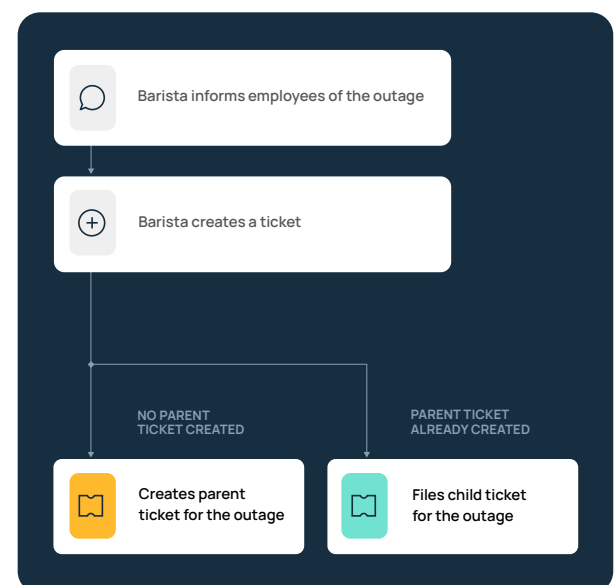 Barista informs employees of the outage
Barista creates a ticket
NO PARENT
TICKET CREATED
PARENT TICKET
ALREADY CREATED
Creates parent
ticket for the outage
Files child ticket
for the outage